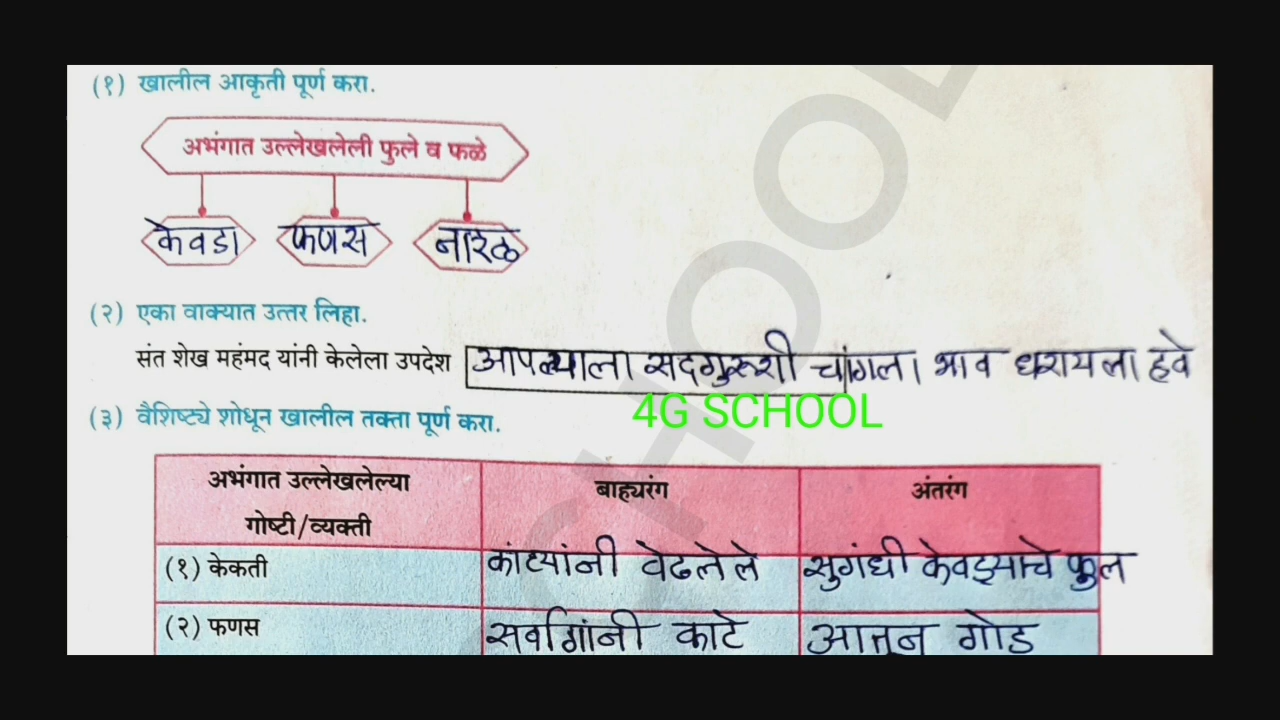 (१) खालील आकृती पूर्ण करा.
अभंगात उल्लेखलेली फुले व फळे
केवडा फणस नारळ
(२) एका वाक्यात उत्तर लिहा.
संत शेख महंमद यांनी केलेला उपदेश आपल्याला सदगुरूशी चांगला भाव धरायला हवे
4G SCHOOL
(३) वैशिष्ट्ये शोधून खालील तक्ता पूर्ण करा.
अभंगात उल्लेखलेल्या गोष्टी/व्यक्ती बाह्यरंग अंतरंग
(१) केकती कांट्यांनी वेढलेले सुगंधी केवड्याचे फुल
(२) फणस सर्वांगांनी काटे आतून गोड
SCHOOL